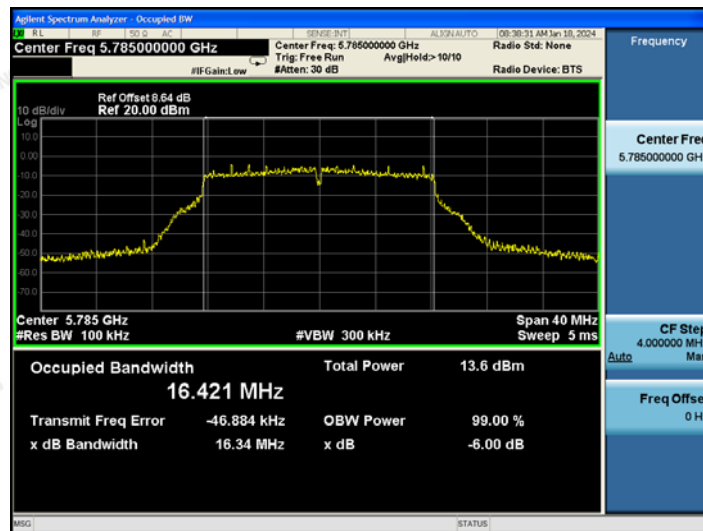 Agilent Spectrum Analyzer - Occupied BW
RL RF 50 Ω AC SENSE:INT ALIGN AUTO 08:38:31 AM Jan 18, 2024
Center Freq 5.785000000 GHz
Center Freq: 5.785000000 GHz
Radio Std: None
Trig: Free Run
Avg|Hold:>10/10
#IFGain:Low
#Atten: 30 dB
Radio Device: BTS
Ref Offset 8.64 dB
10 dB/div
Ref 20.00 dBm
Log
10.0
0.00
-10.0
-20.0
-30.0
-40.0
-50.0
-60.0
-70.0
Center 5.785 GHz
Span 40 MHz
#Res BW 100 kHz
#VBW 300 kHz
Sweep 5 ms
Occupied Bandwidth
Total Power
13.6 dBm
16.421 MHz
Transmit Freq Error
-46.884 kHz
OBW Power
99.00 %
x dB Bandwidth
16.34 MHz
x dB
-6.00 dB
MSG
STATUS
Frequency
Center Fre
5.785000000 GH
CF Step
4.000000 MH
Auto Ma
Freq Offse
0 H